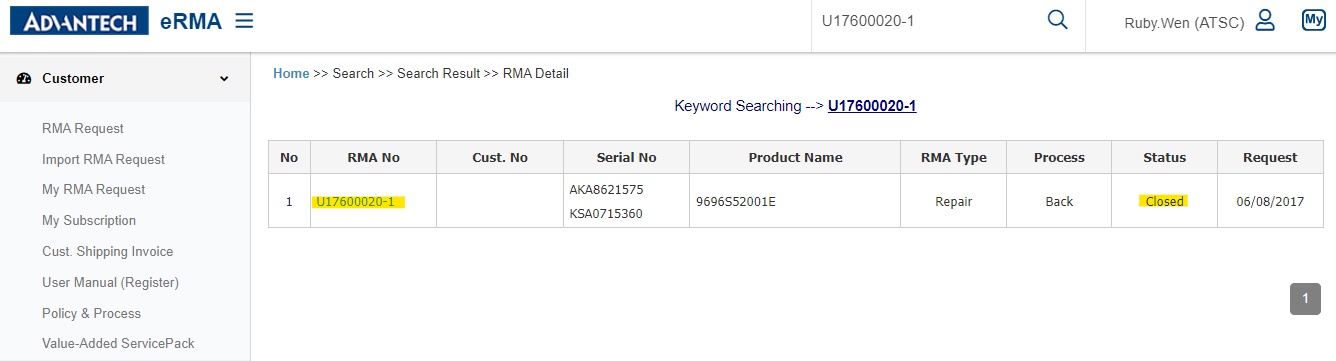 ADVANTECH eRMA U17600020-1 Ruby.Wen (ATSC) My
Customer
Home >> Search >> Search Result >> RMA Detail
Keyword Searching --> U17600020-1
RMA Request
Import RMA Request
My RMA Request
My Subscription
Cust. Shipping Invoice
User Manual (Register)
Policy & Process
Value-Added ServicePack
No RMA No Cust. No Serial No Product Name RMA Type Process Status Request
1 U17600020-1 AKA8621575 9696S52001E Repair Back Closed 06/08/2017
KSA0715360
1